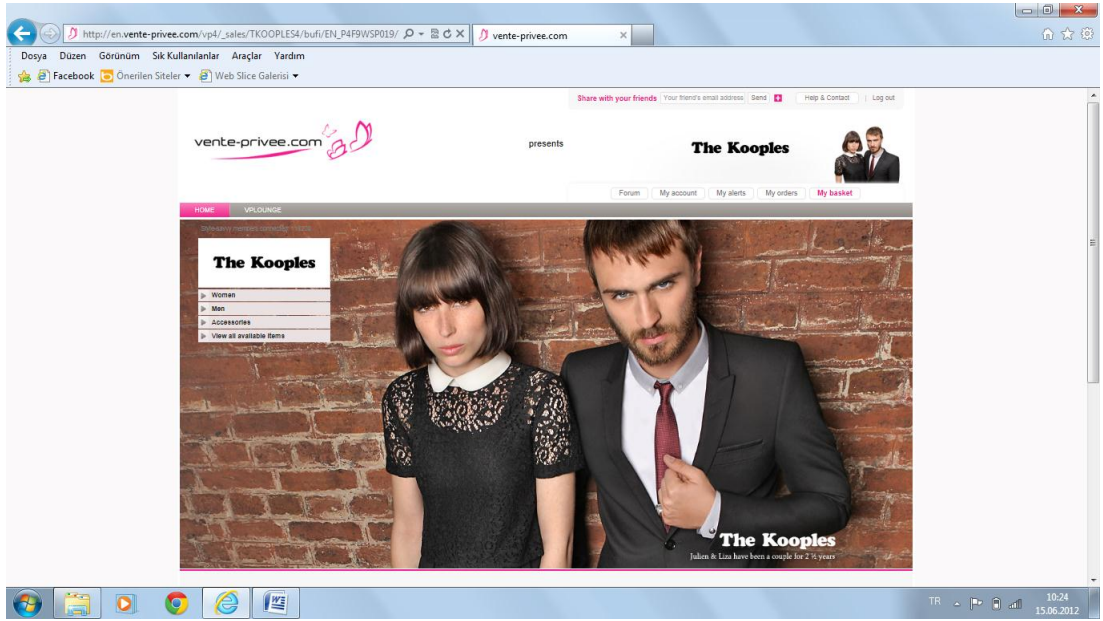 http://en.vente-privee.com/vp4/_sales/TKOOPLES4/bufi/EN_P4F9WSP019/
vente-privee.com
Dosya Düzen Görünüm Sık Kullanılanlar Araçlar Yardım
Facebook Önerilen Siteler Web Slice Galerisi
Share with your friends Your friend's email address Send Help & Contact Log out
vente-privee.com
presents
The Kooples
Forum My account My alerts My orders My basket
HOME VPLOUNGE
The Kooples
Women
Men
Accessories
View all available items
The Kooples
Julien & Liza have been a couple for 2 ½ years
TR 10:24
15.06.2012